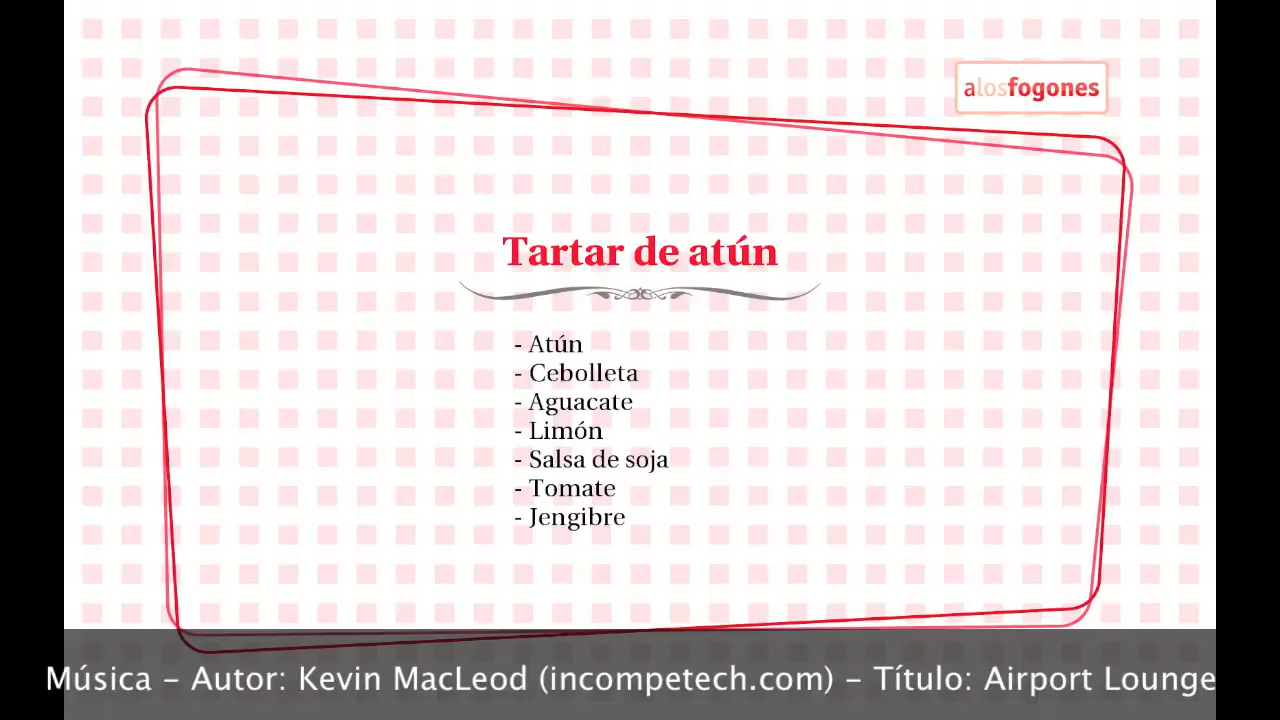 alosfogones
Tartar de atún
- Atún
- Cebolleta
- Aguacate
- Limón
- Salsa de soja
- Tomate
- Jengibre
Música – Autor: Kevin MacLeod (incompetech.com) – Título: Airport Lounge